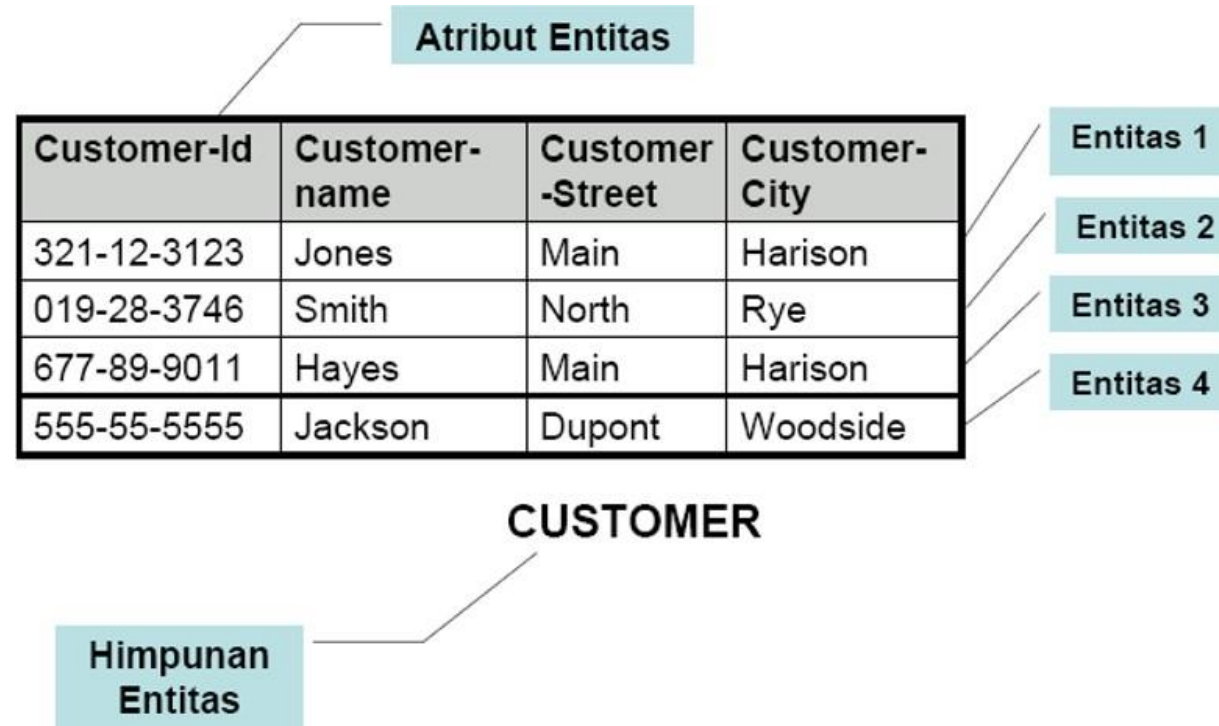 Atribut Entitas
Customer-Id Customer-name Customer-Street Customer-City
321-12-3123 Jones Main Harison
019-28-3746 Smith North Rye
677-89-9011 Hayes Main Harison
555-55-5555 Jackson Dupont Woodside
Entitas 1
Entitas 2
Entitas 3
Entitas 4
CUSTOMER
Himpunan
Entitas